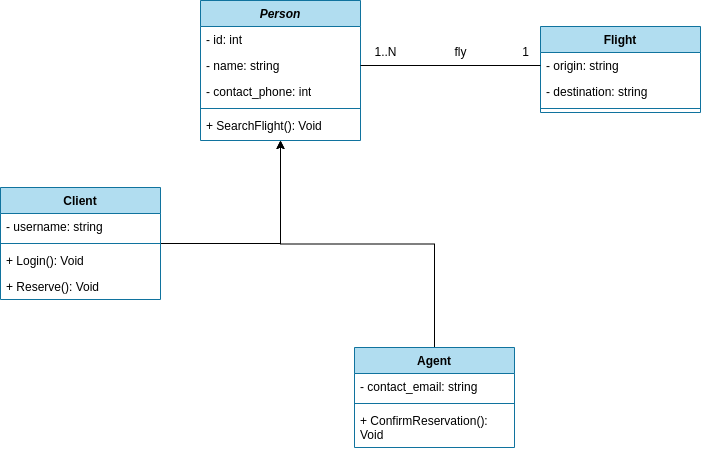 Person
- id: int
- name: string
- contact_phone: int
+ SearchFlight(): Void
1..N
fly
1
Flight
- origin: string
- destination: string
Client
- username: string
+ Login(): Void
+ Reserve(): Void
Agent
- contact_email: string
+ ConfirmReservation():
Void